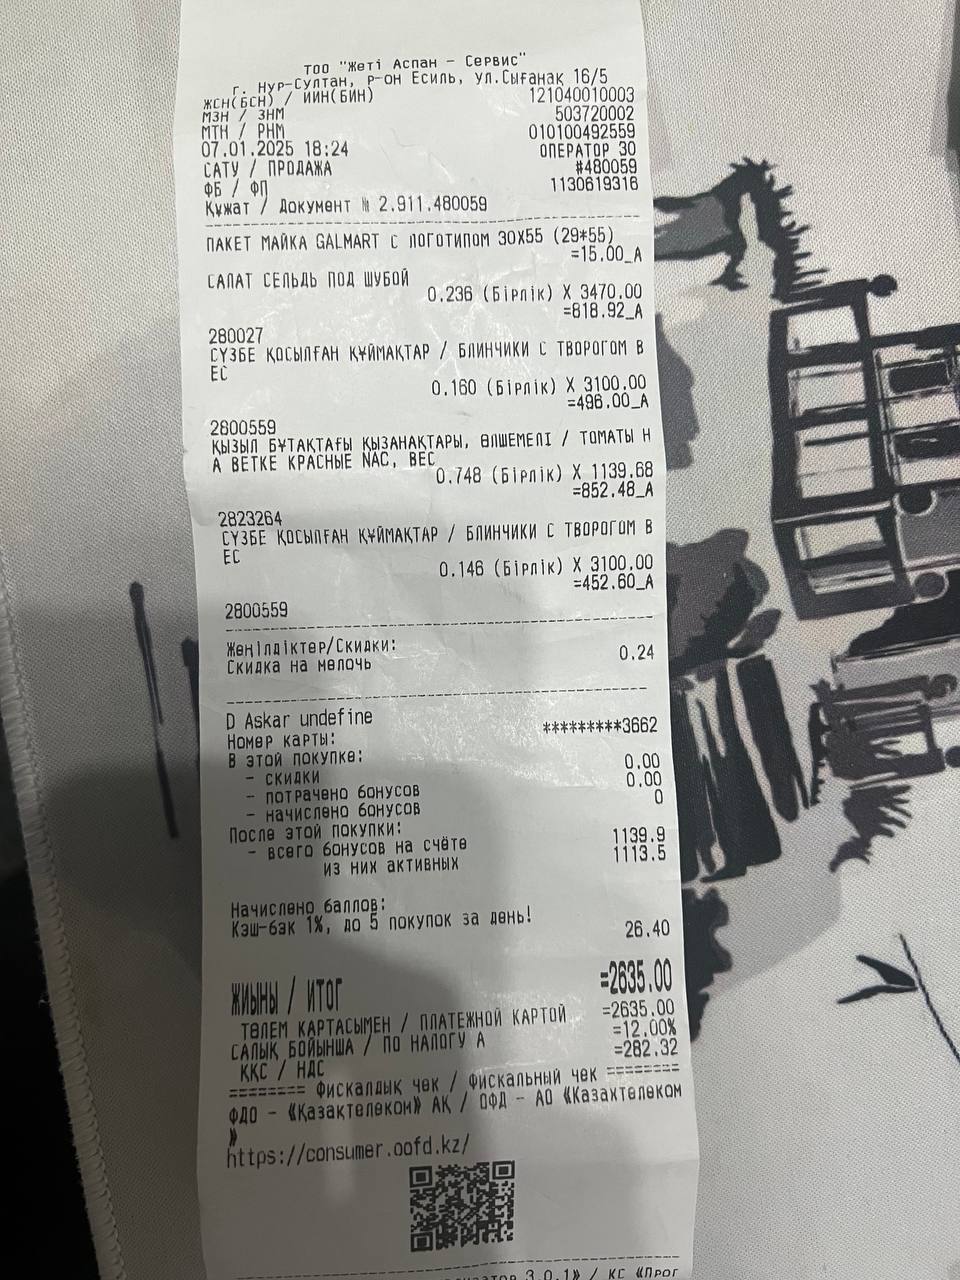 ТОО "Жеті Аспан - Сервис"
г. Нур-Султан, р-он Есиль, ул.Сығанақ 16/5
ЖСН(БСН) / ИИН(БИН) 121040010003
МЗН / ЗНМ 503720002
МТН / РНМ 010100492559
07.01.2025 18:24 ОПЕРАТОР 30
САТУ / ПРОДАЖА #480059
ФБ / ФП 1130619316
Құжат / Документ № 2.911.480059
ПАКЕТ МАЙКА GALMART С ЛОГОТИПОМ 30X55 (29*55)
=15.00_А
САЛАТ СЕЛЬДЬ ПОД ШУБОЙ
0.236 (Бірлік) X 3470.00
=818.92_А
280027
СҮЗБЕ ҚОСЫЛҒАН ҚҰЙМАҚТАР / БЛИНЧИКИ С ТВОРОГОМ В
ЕС
0.160 (Бірлік) X 3100.00
=496.00_А
2800559
ҚЫЗЫЛ БҰТАҚТАҒЫ ҚЫЗАНАҚТАРЫ, ӨЛШЕМЕЛІ / ТОМАТЫ Н
А ВЕТКЕ КРАСНЫЕ NAC, ВЕС
0.748 (Бірлік) X 1139.68
=852.48_А
2823264
СҮЗБЕ ҚОСЫЛҒАН ҚҰЙМАҚТАР / БЛИНЧИКИ С ТВОРОГОМ В
ЕС
0.146 (Бірлік) X 3100.00
=452.60_А
2800559
Жеңілдіктер/Скидки:
Скидка на мелочь 0.24
D Askar undefine
Номер карты: *********3662
В этой покупке:
- скидки 0.00
- потрачено бонусов 0.00
- начислено бонусов 0
После этой покупки:
- всего бонусов на счёте 1139.9
из них активных 1113.5
Начислено баллов:
Кэш-бэк 1%, до 5 покупок за день! 26.40
ЖИЫНЫ / ИТОГ =2635.00
ТӨЛЕМ КАРТАСЫМЕН / ПЛАТЕЖНОЙ КАРТОЙ =2635.00
САЛЫҚ БОЙЫНША / ПО НАЛОГУ А =12.00%
ҚҚС / НДС =282.32
======== Фискалдық чек / Фискальный чек ========
ФДО - «Қазақтелеком» АҚ / ОФД - АО «Казахтелеком
»
https://consumer.oofd.kz/
3.0.1» / КС «Прог